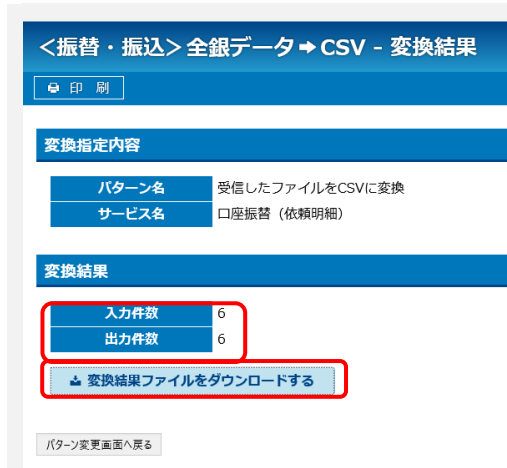 <振替・振込>全銀データ➡CSV - 変換結果
印 刷
変換指定内容
パターン名 受信したファイルをCSVに変換
サービス名 口座振替（依頼明細）
変換結果
入力件数 6
出力件数 6
変換結果ファイルをダウンロードする
パターン変更画面へ戻る